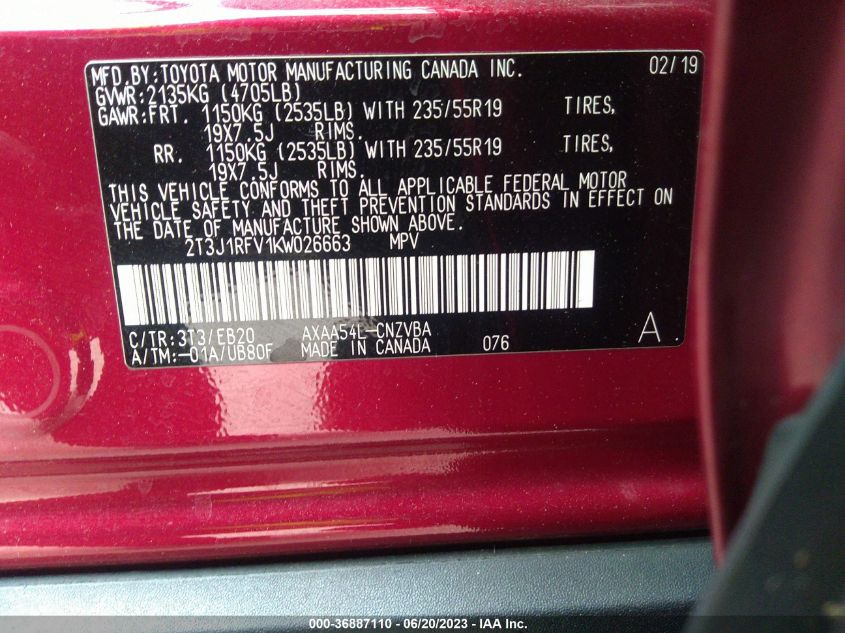 MFD.BY:TOYOTA MOTOR MANUFACTURING CANADA INC. 02/19
GVWR:2135KG (4705LB)
GAWR:FRT. 1150KG (2535LB) WITH 235/55R19 TIRES,
19X7.5J RIMS.
RR. 1150KG (2535LB) WITH 235/55R19 TIRES,
19X7.5J RIMS.
THIS VEHICLE CONFORMS TO ALL APPLICABLE FEDERAL MOTOR
VEHICLE SAFETY AND THEFT PREVENTION STANDARDS IN EFFECT ON
THE DATE OF MANUFACTURE SHOWN ABOVE.
2T3J1RFV1KW026663 MPV
C/TR:3T3/EB20 AXAA54L-CNZVBA A
A/TM:-01A/UB80F MADE IN CANADA 076
000-36887110 - 06/20/2023 - IAA Inc.